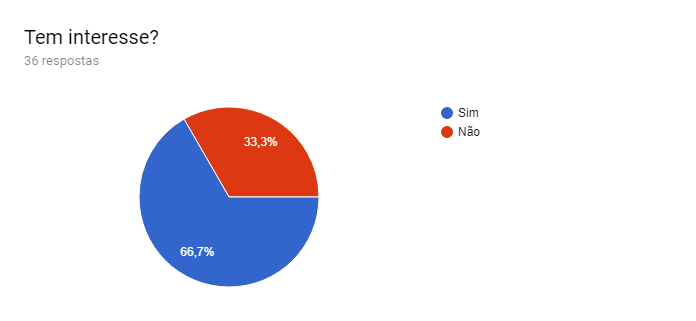 Tem interesse?
36 respostas
Sim
Não
33,3%
66,7%